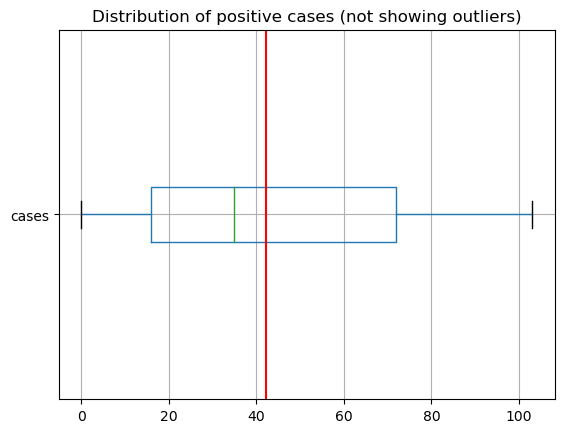 Distribution of positive cases (not showing outliers)
cases
0 20 40 60 80 100